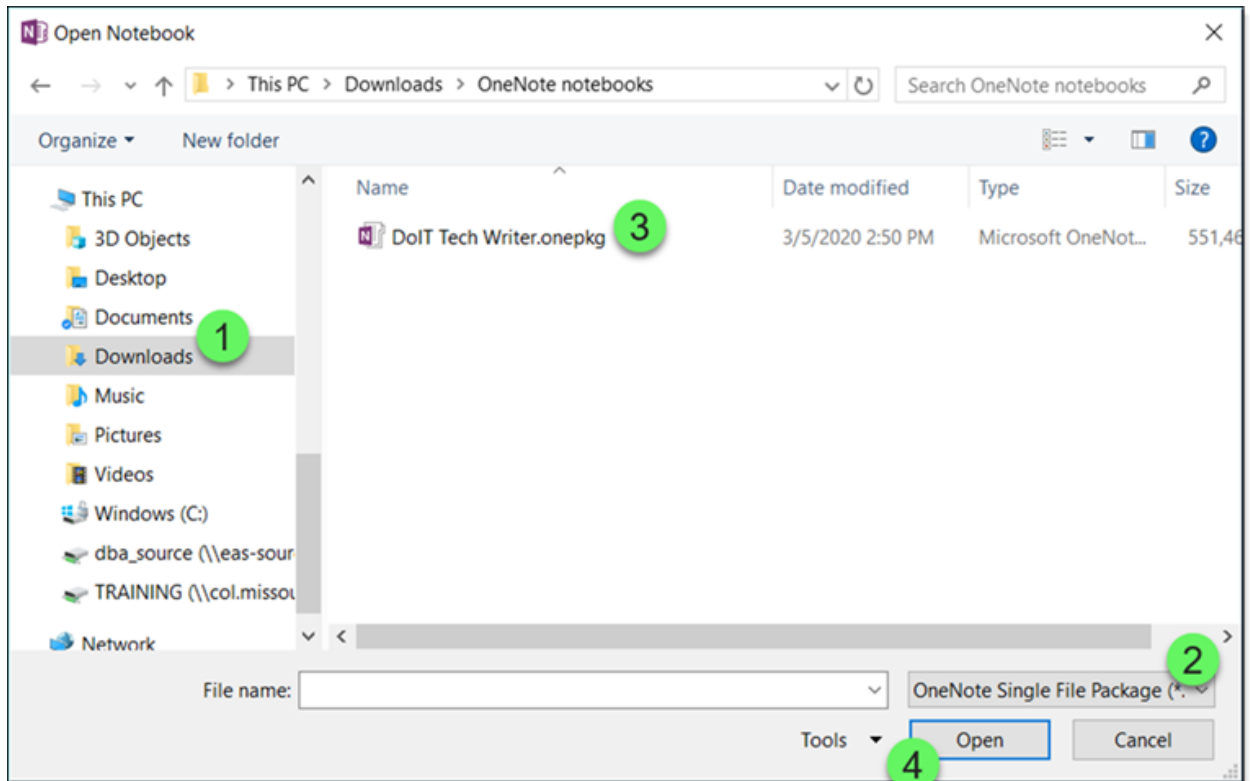 Open Notebook
This PC > Downloads > OneNote notebooks
Search OneNote notebooks
Organize
New folder
Name
Date modified
Type
Size
This PC
3D Objects
Desktop
Documents
1
Downloads
Music
Pictures
Videos
Windows (C:)
dba_source (\\eas-sour
TRAINING (\\col.missou
Network
DoIT Tech Writer.onepkg
3
3/5/2020 2:50 PM
Microsoft OneNot...
551,46
2
File name:
OneNote Single File Package (*.
Tools
4
Open
Cancel